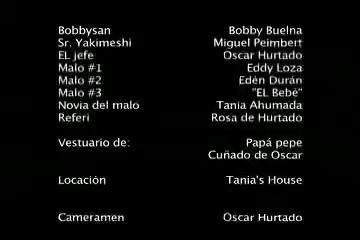 Bobbysan Bobby Buelna
Sr. Yakimeshi Miguel Peimbert
EL jefe Oscar Hurtado
Malo #1 Eddy Loza
Malo #2 Edén Durán
Malo #3 "EL Bebé"
Novia del malo Tania Ahumada
Referi Rosa de Hurtado
Vestuario de: Papá pepe
Cuñado de Oscar
Locación Tania's House
Cameramen Oscar Hurtado